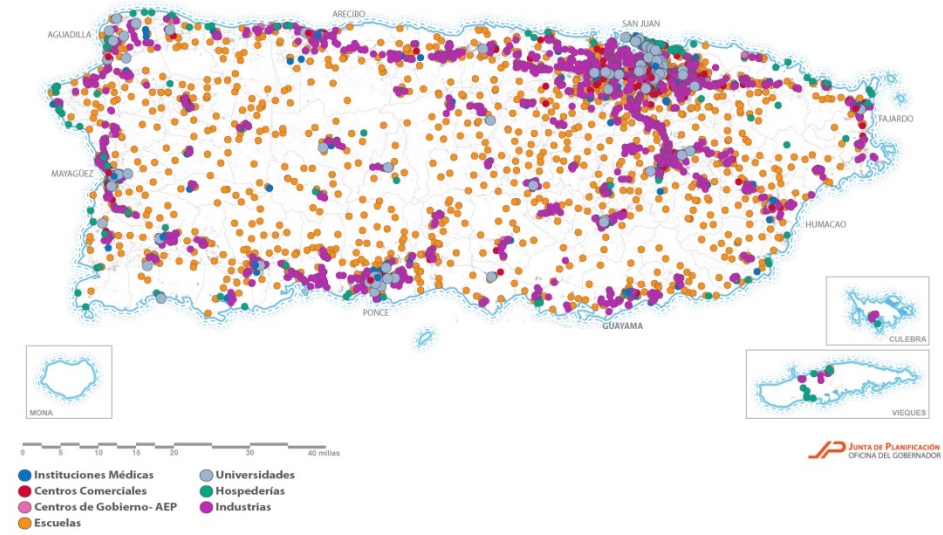 ARECIBO
SAN JUAN
AGUADILLA
FAJARDO
MAYAGÜEZ
HUMACAO
PONCE
GUAYAMA
CULEBRA
MONA
VIEQUES
0 5 10 15 20 30 40 millas
JP JUNTA DE PLANIFICACIÓN
OFICINA DEL GOBERNADOR
Instituciones Médicas
Centros Comerciales
Centros de Gobierno- AEP
Escuelas
Universidades
Hospederías
Industrias